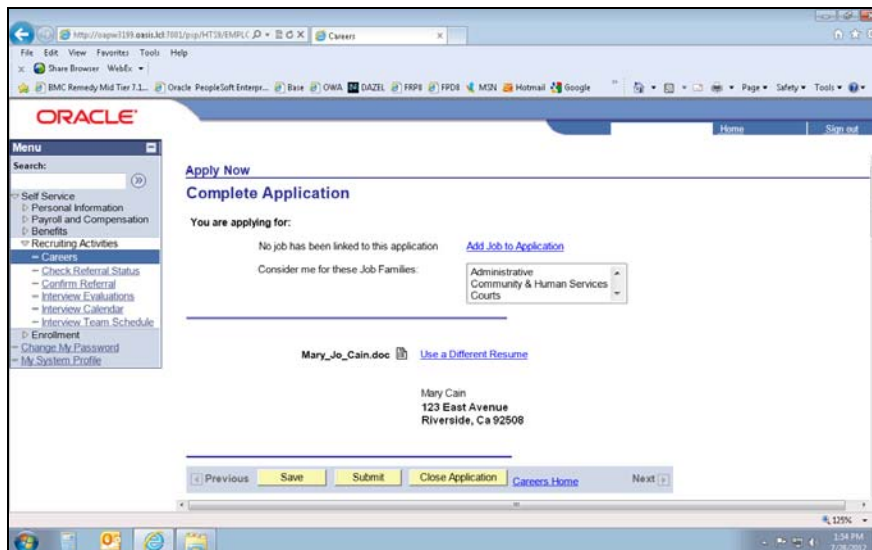 Careers
File Edit View Favorites Tools Help
Share Browser WebEx
BMC Remedy Mid Tier 7.1... Oracle PeopleSoft Enterpr... Base OWA DAZEL FRP8 FPD8 MSN Hotmail Google Page Safety Tools
ORACLE
Home Sign out
Menu
Search:
Self Service
Personal Information
Payroll and Compensation
Benefits
Recruiting Activities
Careers
Check Referral Status
Confirm Referral
Interview Evaluations
Interview Calendar
Interview Team Schedule
Enrollment
Change My Password
My System Profile
Apply Now
Complete Application
You are applying for:
No job has been linked to this application Add Job to Application
Consider me for these Job Families:
Administrative
Community & Human Services
Courts
Mary_Jo_Cain.doc Use a Different Resume
Mary Cain
123 East Avenue
Riverside, Ca 92508
Previous Save Submit Close Application Careers Home Next
125%
1:54 PM